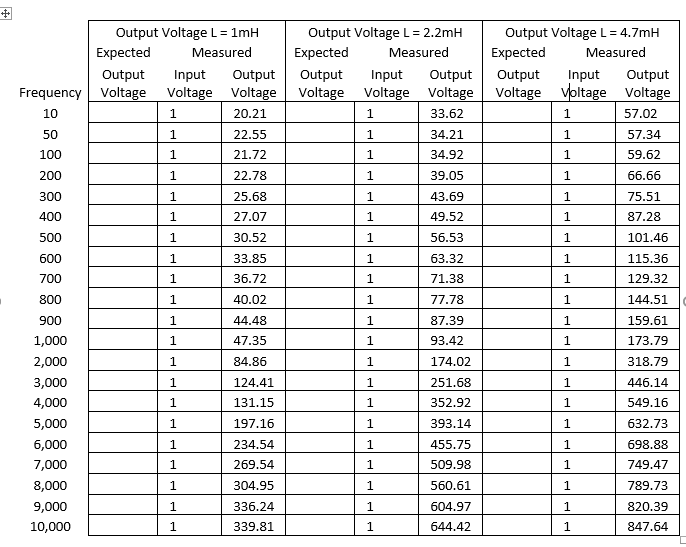 Output Voltage L = 1mH Output Voltage L = 2.2mH Output Voltage L = 4.7mH
Expected Measured Expected Measured Expected Measured
Output Input Output Output Input Output Output Input Output
Frequency Voltage Voltage Voltage Voltage Voltage Voltage Voltage Voltage Voltage
10 1 20.21 1 33.62 1 57.02
50 1 22.55 1 34.21 1 57.34
100 1 21.72 1 34.92 1 59.62
200 1 22.78 1 39.05 1 66.66
300 1 25.68 1 43.69 1 75.51
400 1 27.07 1 49.52 1 87.28
500 1 30.52 1 56.53 1 101.46
600 1 33.85 1 63.32 1 115.36
700 1 36.72 1 71.38 1 129.32
800 1 40.02 1 77.78 1 144.51
900 1 44.48 1 87.39 1 159.61
1,000 1 47.35 1 93.42 1 173.79
2,000 1 84.86 1 174.02 1 318.79
3,000 1 124.41 1 251.68 1 446.14
4,000 1 131.15 1 352.92 1 549.16
5,000 1 197.16 1 393.14 1 632.73
6,000 1 234.54 1 455.75 1 698.88
7,000 1 269.54 1 509.98 1 749.47
8,000 1 304.95 1 560.61 1 789.73
9,000 1 336.24 1 604.97 1 820.39
10,000 1 339.81 1 644.42 1 847.64